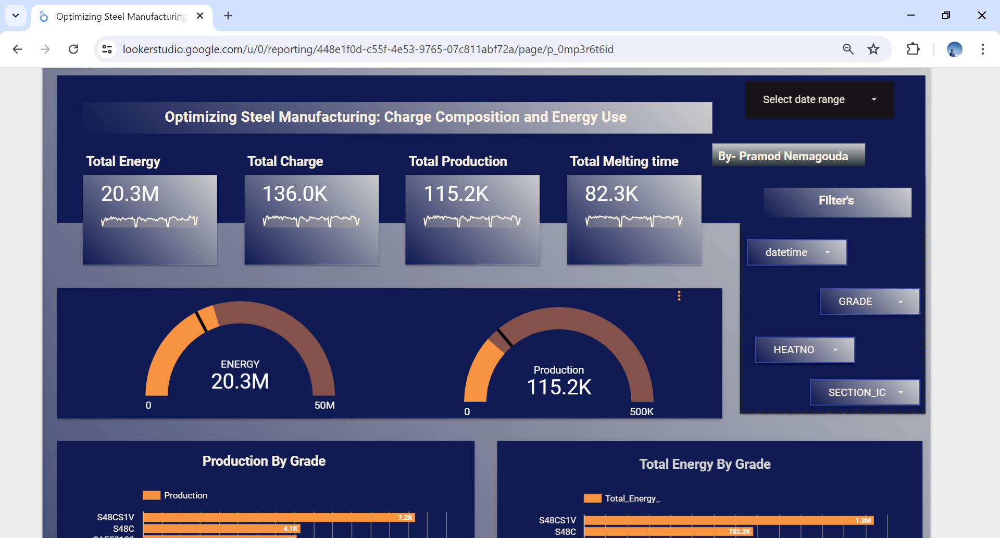 Optimizing Steel Manufacturing
lookerstudio.google.com/u/0/reporting/448e1f0d-c55f-4e53-9765-07c811abf72a/page/p_0mp3r6t6id
Select date range
Optimizing Steel Manufacturing: Charge Composition and Energy Use
By- Pramod Nemagouda
Total Energy
20.3M
Total Charge
136.0K
Total Production
115.2K
Total Melting time
82.3K
Filter's
datetime
GRADE
HEATNO
SECTION_IC
ENERGY
20.3M
0
50M
Production
115.2K
0
500K
Production By Grade
Production
S48CS1V
7.2K
S48C
4.1K
Total Energy By Grade
Total_Energy_
S48CS1V
1.3M
S48C
782.2K